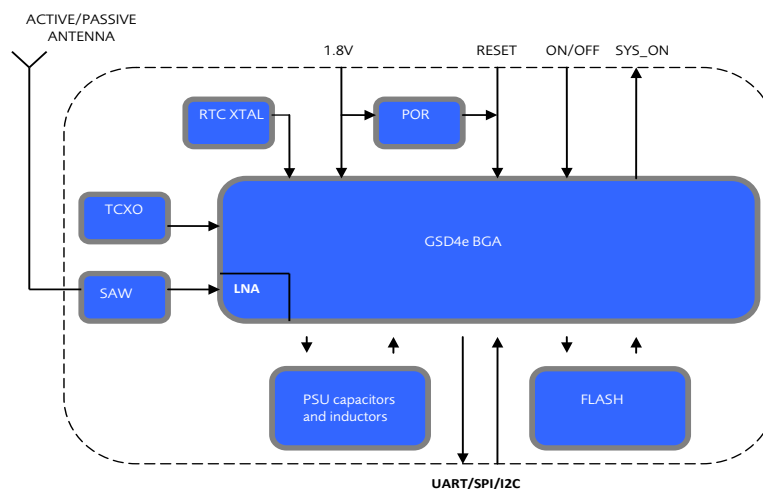 ACTIVE/PASSIVE
ANTENNA
1.8V
RESET
ON/OFF
SYS_ON
RTC XTAL
POR
TCXO
GSD4e BGA
SAW
LNA
PSU capacitors
and inductors
FLASH
UART/SPI/I2C